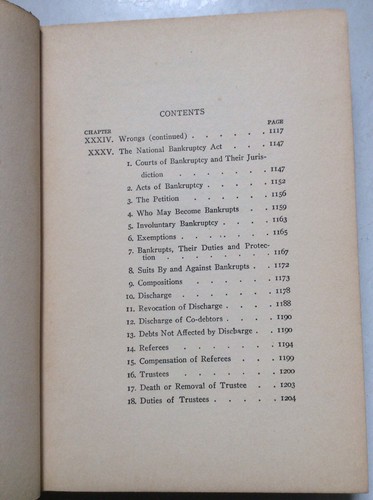 CONTENTS
CHAPTER PAGE
XXXIV. Wrongs (continued) . . . . . . 1117
XXXV. The National Bankruptcy Act . . . 1147
1. Courts of Bankruptcy and Their Juris-
diction . . . . . . . . 1147
2. Acts of Bankruptcy . . . . . 1152
3. The Petition . . . . . . 1156
4. Who May Become Bankrupts . . 1159
5. Involuntary Bankruptcy . . . . 1163
6. Exemptions . . . . . . . 1165
7. Bankrupts, Their Duties and Protec-
tion . . . . . . . . . 1167
8. Suits By and Against Bankrupts . . 1172
9. Compositions . . . . . . 1173
10. Discharge . . . . . . . 1178
11. Revocation of Discharge . . . . 1188
12. Discharge of Co-debtors . . . . 1190
13. Debts Not Affected by Discharge . . 1190
14. Referees . . . . . . . 1194
15. Compensation of Referees . . . 1199
16. Trustees . . . . . . . 1200
17. Death or Removal of Trustee . . . 1203
18. Duties of Trustees . . . . . 1204